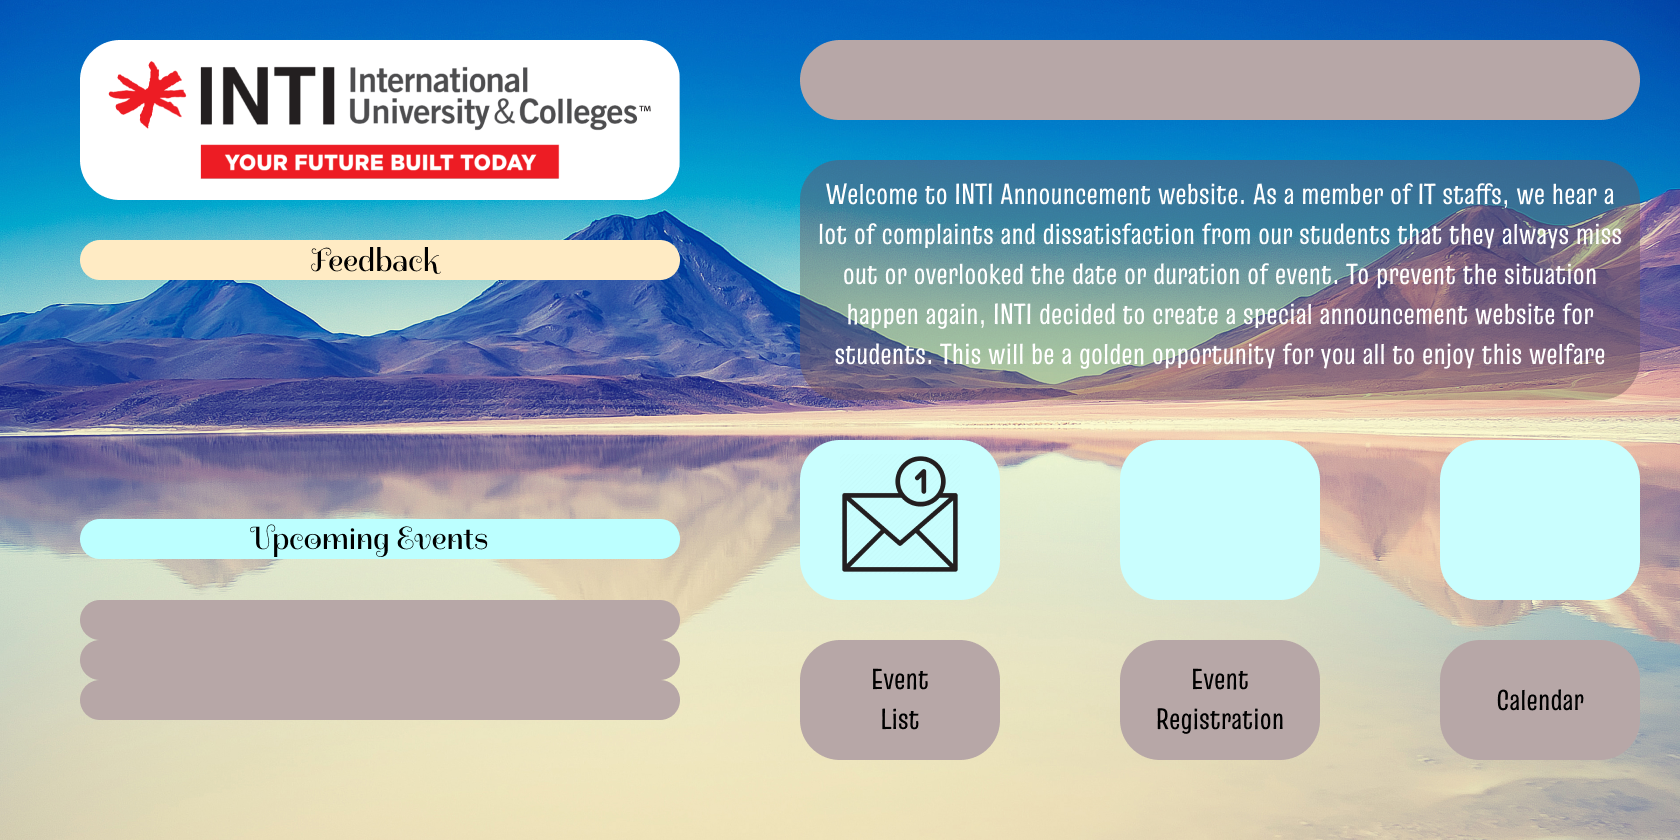 INTI International
University & Colleges™
YOUR FUTURE BUILT TODAY
Feedback
Upcoming Events
Welcome to INTI Announcement website. As a member of IT staffs, we hear a
lot of complaints and dissatisfaction from our students that they always miss
out or overlooked the date or duration of event. To prevent the situation
happen again, INTI decided to create a special announcement website for
students. This will be a golden opportunity for you all to enjoy this welfare
1
Event
List
Event
Registration
Calendar